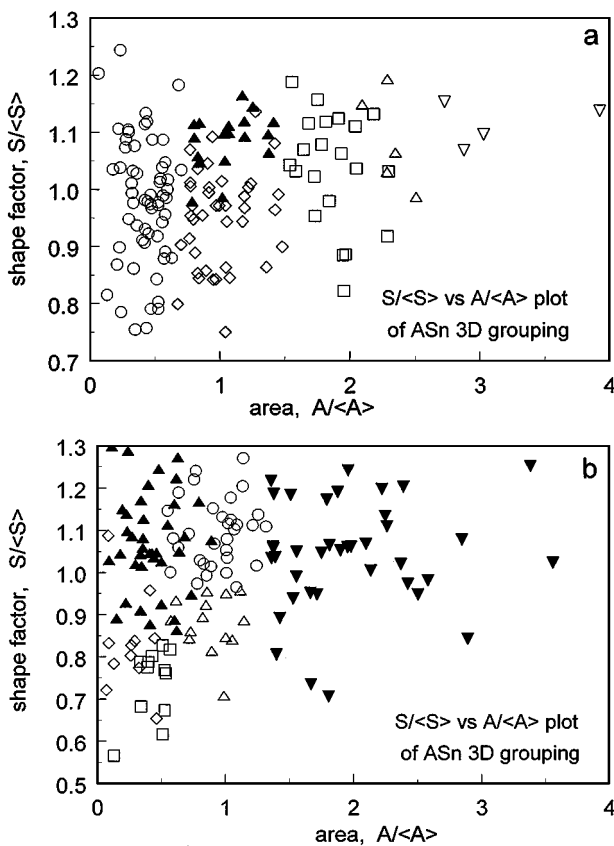 a
1.3
1.2
1.1
1.0
0.9
0.8
0.7
shape factor, S/<S>
S/<S> vs A/<A> plot
of ASn 3D grouping
0 1 2 3 4
area, A/<A>
b
1.3
1.2
1.1
1.0
0.9
0.8
0.7
0.6
0.5
shape factor, S/<S>
S/<S> vs A/<A> plot
of ASn 3D grouping
0 1 2 3 4
area, A/<A>